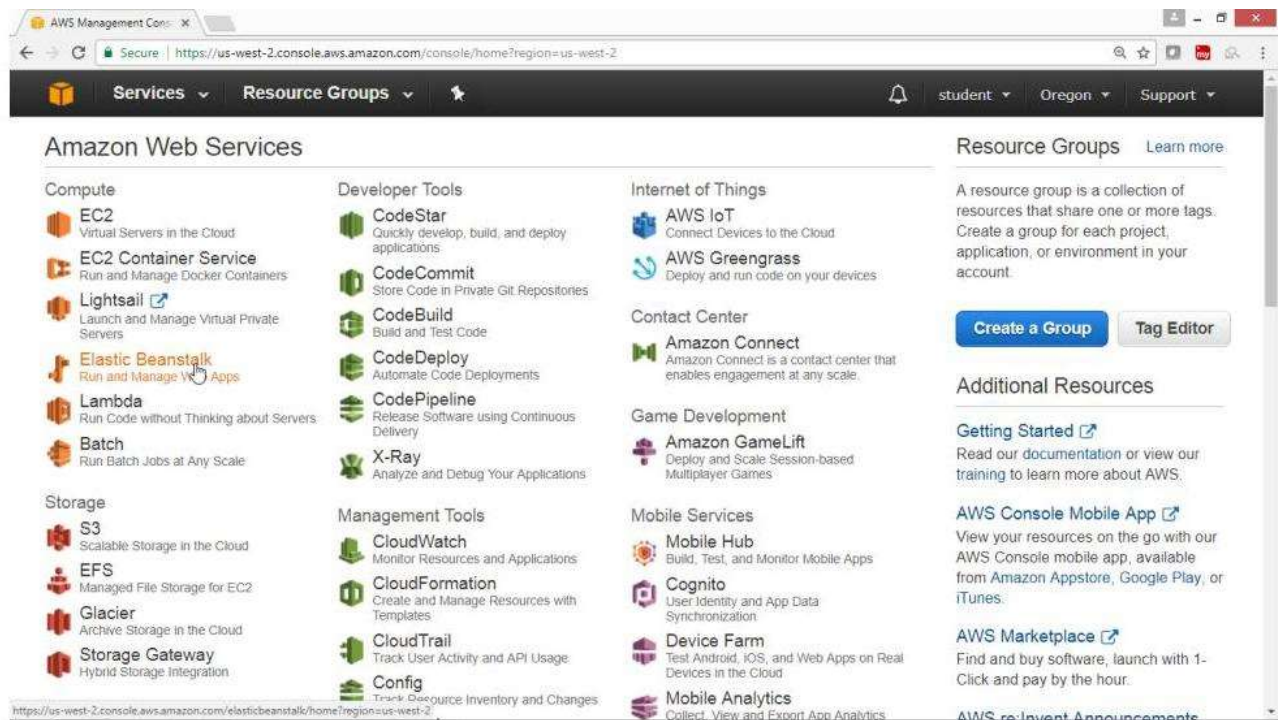 AWS Management Cons
Secure | https://us-west-2.console.aws.amazon.com/console/home?region=us-west-2
my
Services
Resource Groups
student
Oregon
Support
Amazon Web Services
Compute
EC2
Virtual Servers in the Cloud
EC2 Container Service
Run and Manage Docker Containers
Lightsail
Launch and Manage Virtual Private
Servers
Elastic Beanstalk
Run and Manage Web Apps
Lambda
Run Code without Thinking about Servers
Batch
Run Batch Jobs at Any Scale
Storage
S3
Scalable Storage in the Cloud
EFS
Managed File Storage for EC2
Glacier
Archive Storage in the Cloud
Storage Gateway
Hybrid Storage Integration
Developer Tools
CodeStar
Quickly develop, build, and deploy
applications
CodeCommit
Store Code in Private Git Repositories
CodeBuild
Build and Test Code
CodeDeploy
Automate Code Deployments
CodePipeline
Release Software using Continuous
Delivery
X-Ray
Analyze and Debug Your Applications
Management Tools
CloudWatch
Monitor Resources and Applications
CloudFormation
Create and Manage Resources with
Templates
CloudTrail
Track User Activity and API Usage
Config
Track Resource Inventory and Changes
Internet of Things
AWS IoT
Connect Devices to the Cloud
AWS Greengrass
Deploy and run code on your devices
Contact Center
Amazon Connect
Amazon Connect is a contact center that
enables engagement at any scale.
Game Development
Amazon GameLift
Deploy and Scale Session-based
Multiplayer Games
Mobile Services
Mobile Hub
Build, Test, and Monitor Mobile Apps
Cognito
User Identity and App Data
Synchronization
Device Farm
Test Android, iOS, and Web Apps on Real
Devices in the Cloud
Mobile Analytics
Collect, View and Export App Analytics
Resource Groups
Learn more
A resource group is a collection of
resources that share one or more tags.
Create a group for each project,
application, or environment in your
account.
Create a Group
Tag Editor
Additional Resources
Getting Started
Read our documentation or view our
training to learn more about AWS.
AWS Console Mobile App
View your resources on the go with our
AWS Console mobile app, available
from Amazon Appstore, Google Play, or
iTunes.
AWS Marketplace
Find and buy software, launch with 1-
Click and pay by the hour.
AWS re:Invent Announcements
https://us-west-2.console.aws.amazon.com/elasticbeanstalk/home?region=us-west-2